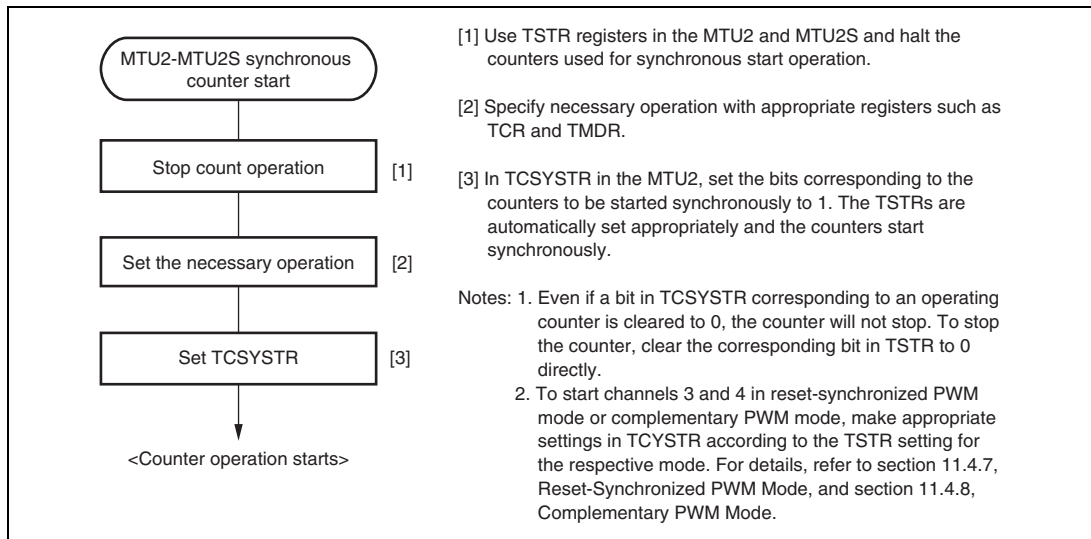 MTU2-MTU2S synchronous
counter start
Stop count operation
[1]
Set the necessary operation
[2]
Set TCSYSTR
[3]
<Counter operation starts>
[1] Use TSTR registers in the MTU2 and MTU2S and halt the
counters used for synchronous start operation.
[2] Specify necessary operation with appropriate registers such as
TCR and TMDR.
[3] In TCSYSTR in the MTU2, set the bits corresponding to the
counters to be started synchronously to 1. The TSTRs are
automatically set appropriately and the counters start
synchronously.
Notes: 1. Even if a bit in TCSYSTR corresponding to an operating
counter is cleared to 0, the counter will not stop. To stop
the counter, clear the corresponding bit in TSTR to 0
directly.
2. To start channels 3 and 4 in reset-synchronized PWM
mode or complementary PWM mode, make appropriate
settings in TCYSTR according to the TSTR setting for
the respective mode. For details, refer to section 11.4.7,
Reset-Synchronized PWM Mode, and section 11.4.8,
Complementary PWM Mode.